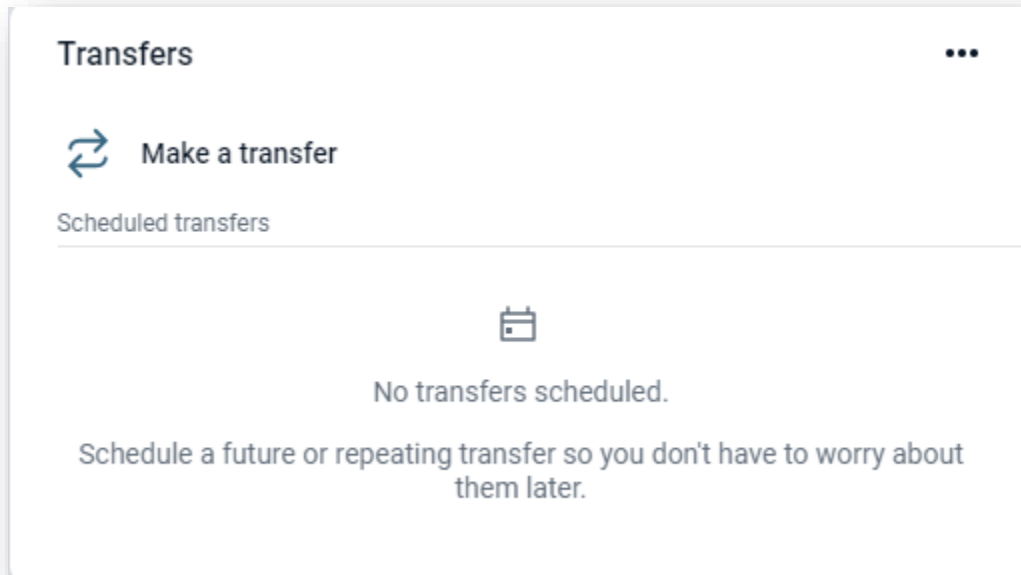 Transfers
Make a transfer
Scheduled transfers
No transfers scheduled.
Schedule a future or repeating transfer so you don't have to worry about
them later.